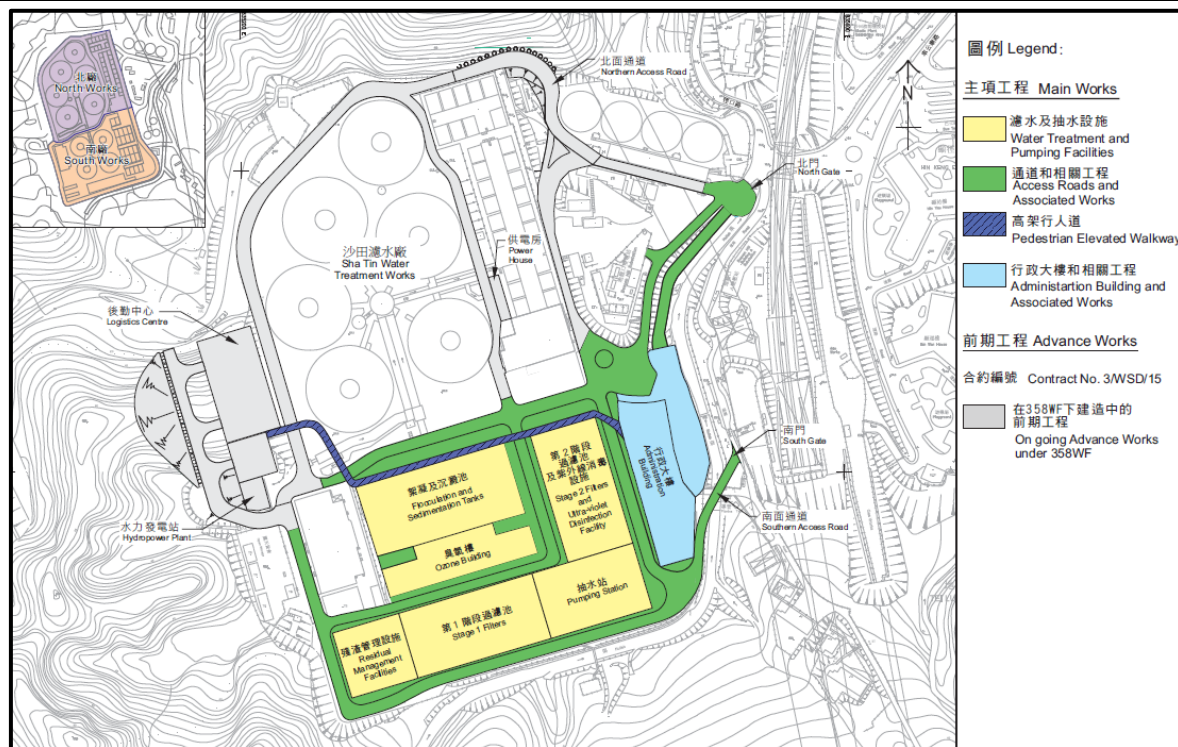 北廠
North Works
南廠
South Works
北面通道
Northern Access Road
北門
North Gate
供電房
Power
House
沙田濾水廠
Sha Tin Water
Treatment Works
後勤中心
Logistics Centre
水力發電站
Hydropower Plant
絮凝及沉澱池
Flocculation and
Sedimentation Tanks
臭氧樓
Ozone Building
第2階段
過濾池
及紫外線消毒
設施
Stage 2 Filters
and
Ultra-violet
Disinfection
Facility
行政大樓
Administration
Building
南門
South Gate
南面通道
Southern Access Road
抽水站
Pumping Station
第1階段過濾池
Stage 1 Filters
殘渣管理設施
Residual
Management
Facilities
N
圖例 Legend:
主項工程 Main Works
濾水及抽水設施
Water Treatment and
Pumping Facilities
通道和相關工程
Access Roads and
Associated Works
高架行人道
Pedestrian Elevated Walkway
行政大樓和相關工程
Administartion Building and
Associated Works
前期工程 Advance Works
合約編號 Contract No. 3/WSD/15
在358WF下建造中的
前期工程
On going Advance Works
under 358WF